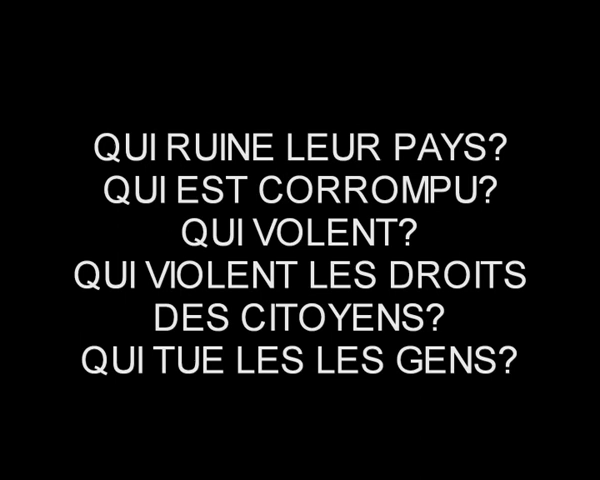 QUI RUINE LEUR PAYS?
QUI EST CORROMPU?
QUI VOLENT?
QUI VIOLENT LES DROITS
DES CITOYENS?
QUI TUE LES LES GENS?